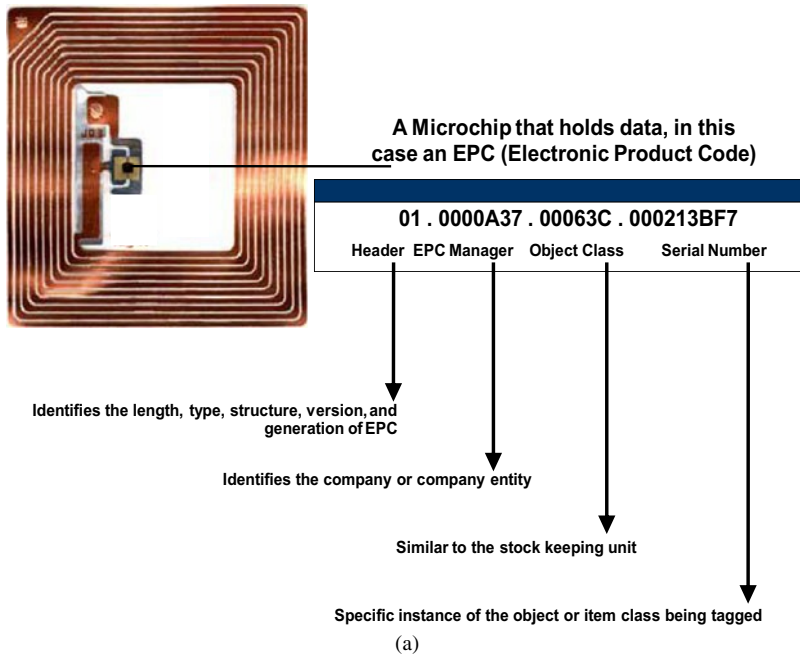 A Microchip that holds data, in this
case an EPC (Electronic Product Code)
01 . 0000A37 . 00063C . 000213BF7
Header EPC Manager Object Class Serial Number
Identifies the length, type, structure, version, and
generation of EPC
Identifies the company or company entity
Similar to the stock keeping unit
Specific instance of the object or item class being tagged
(a)